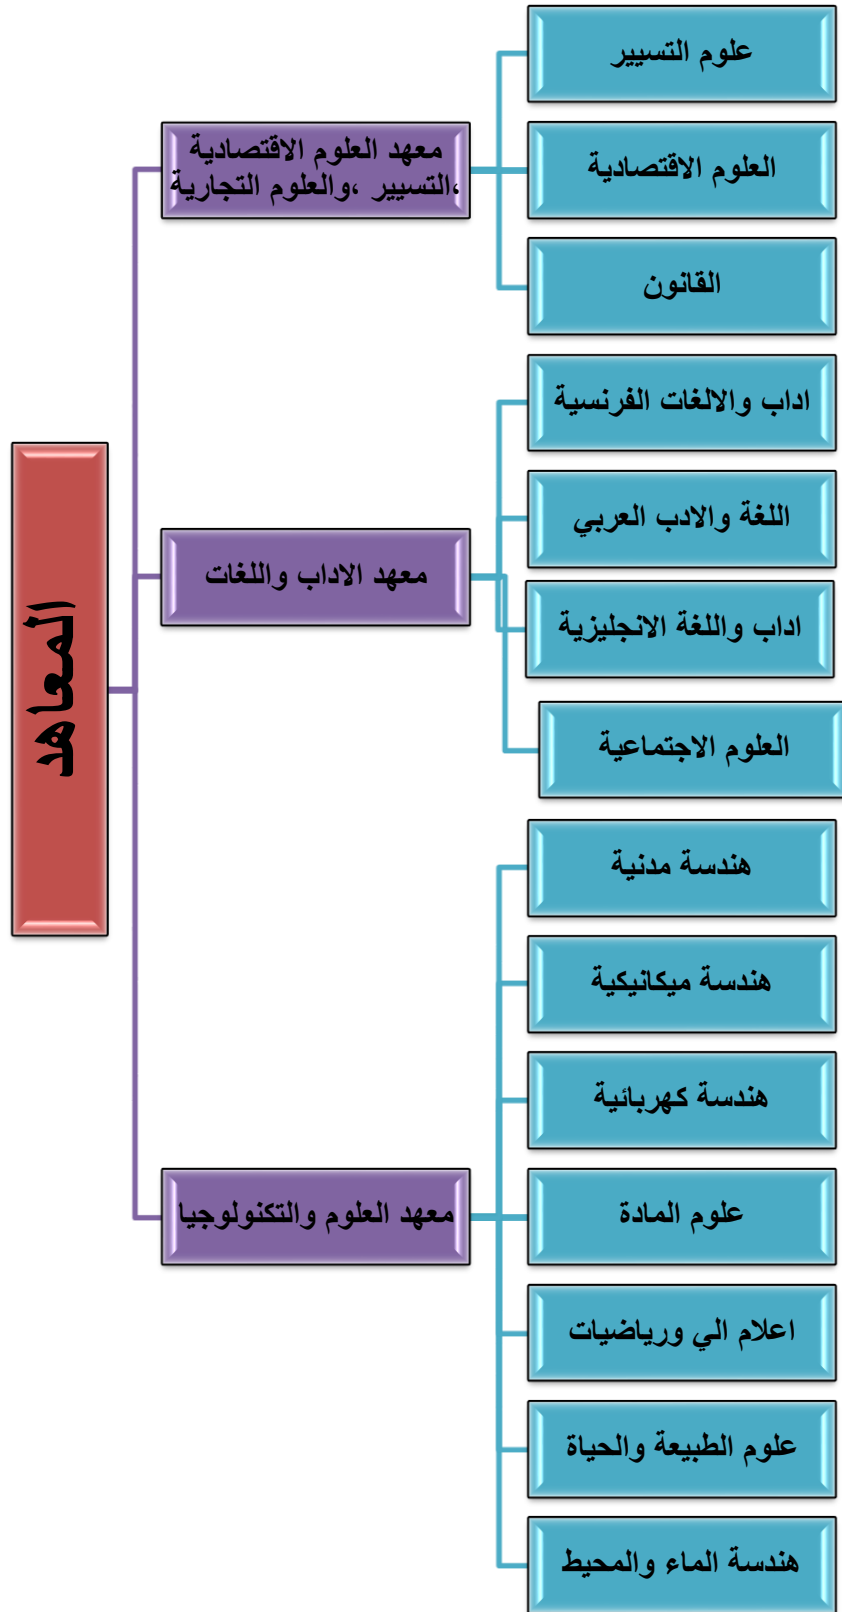 المعاهد
معهد العلوم الاقتصادية
،التسيير ،والعلوم التجارية
علوم التسيير
العلوم الاقتصادية
القانون
معهد الاداب واللغات
اداب والالغات الفرنسية
اللغة والادب العربي
اداب واللغة الانجليزية
العلوم الاجتماعية
معهد العلوم والتكنولوجيا
هندسة مدنية
هندسة ميكانيكية
هندسة كهربائية
علوم المادة
اعلام الي ورياضيات
علوم الطبيعة والحياة
هندسة الماء والمحيط